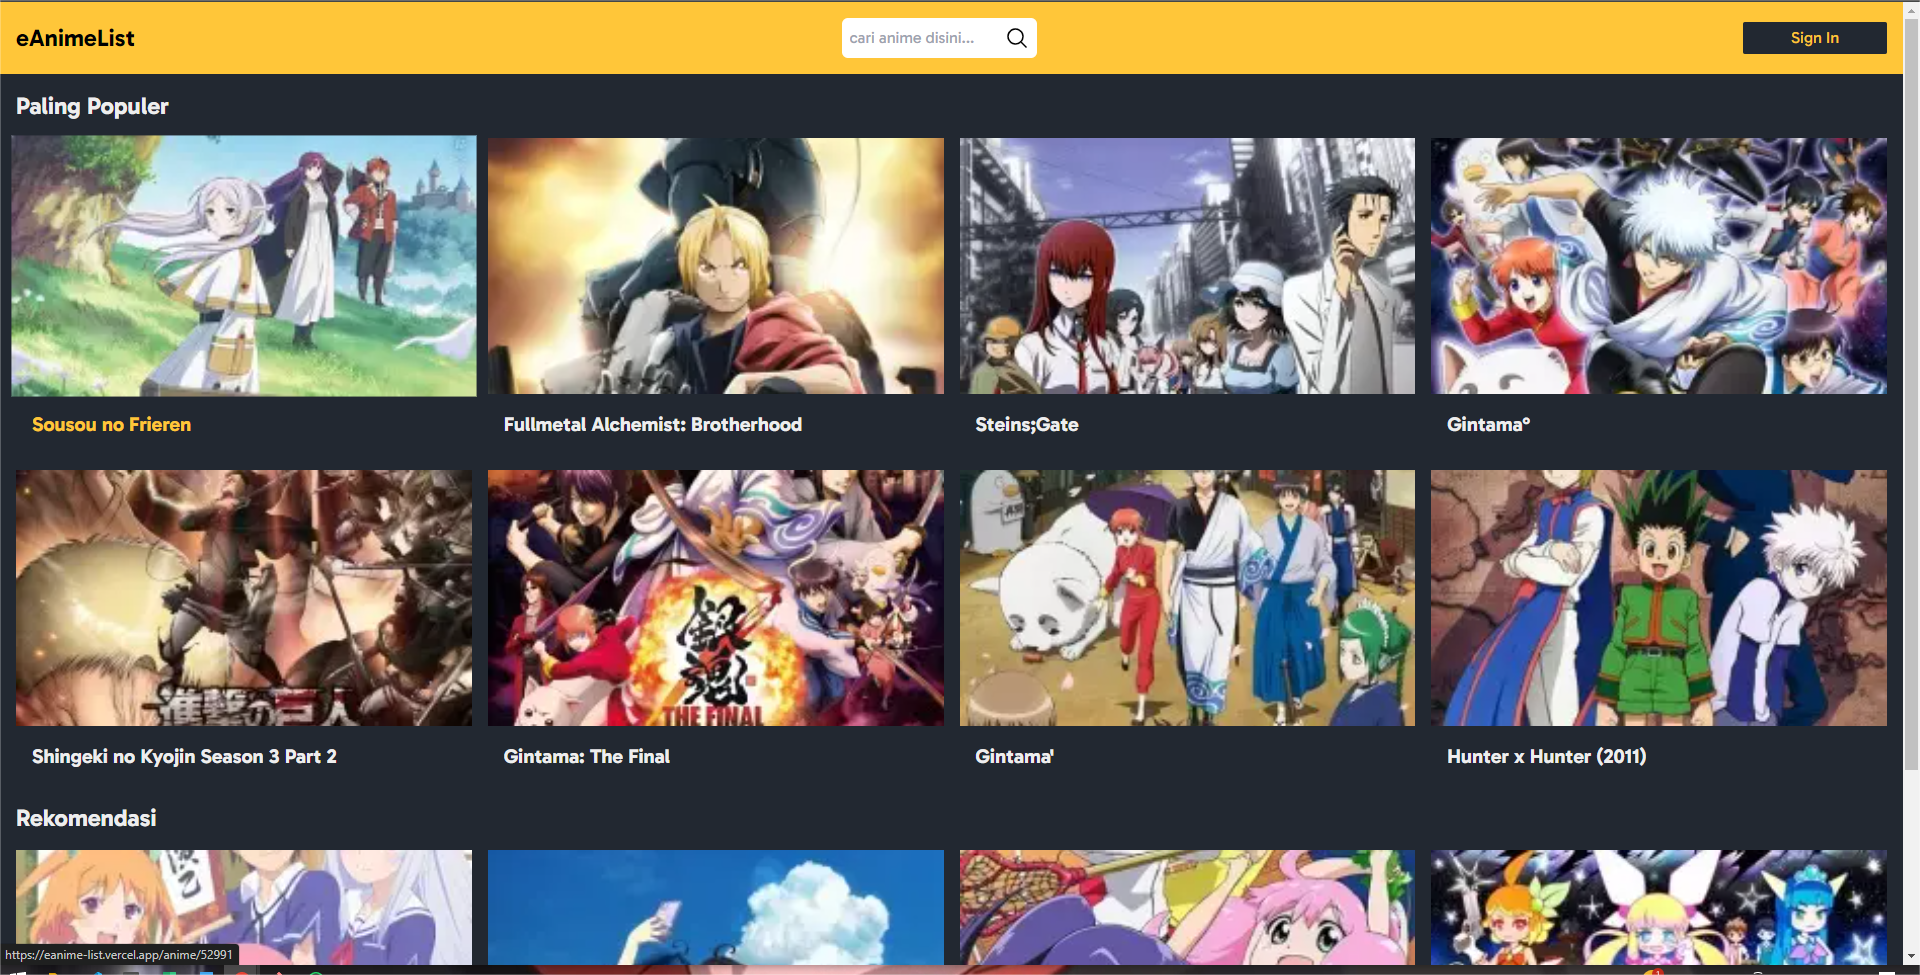 eAnimeList
cari anime disini...
Sign In
Paling Populer
Sousou no Frieren
Fullmetal Alchemist: Brotherhood
Steins;Gate
Gintama°
進撃の巨人
銀魂
THE FINAL
Shingeki no Kyojin Season 3 Part 2
Gintama: The Final
Gintama'
Hunter x Hunter (2011)
Rekomendasi
https://eanime-list.vercel.app/anime/52991